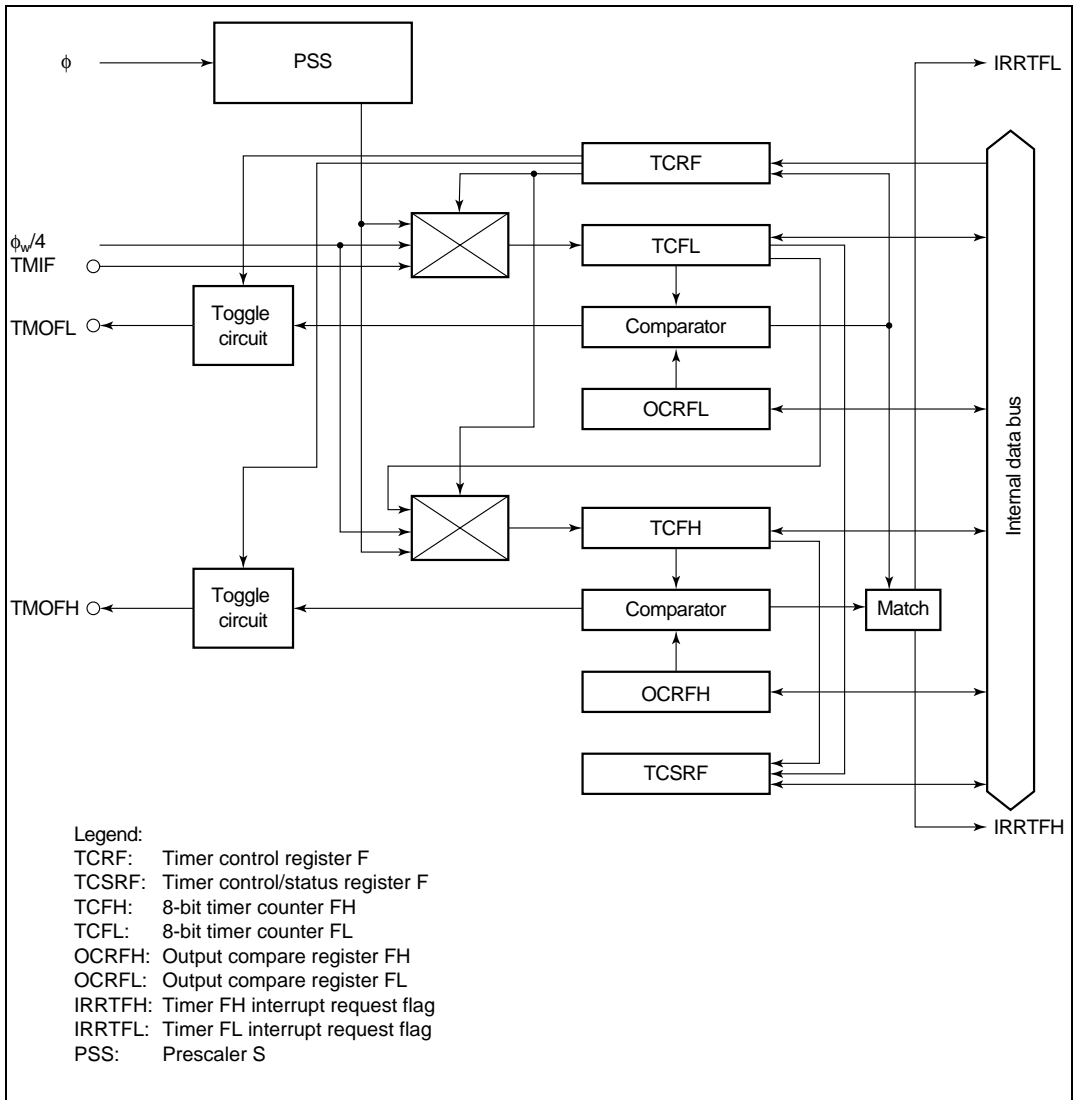 φ
PSS
IRRTFL
TCRF
φw/4
TCFL
TMIF
Toggle
circuit
TMOFL
Comparator
OCRFL
Internal data bus
TCFH
Toggle
circuit
TMOFH
Comparator
Match
OCRFH
TCSRF
IRRTFH
Legend:
TCRF: Timer control register F
TCSRF: Timer control/status register F
TCFH: 8-bit timer counter FH
TCFL: 8-bit timer counter FL
OCRFH: Output compare register FH
OCRFL: Output compare register FL
IRRTFH: Timer FH interrupt request flag
IRRTFL: Timer FL interrupt request flag
PSS: Prescaler S